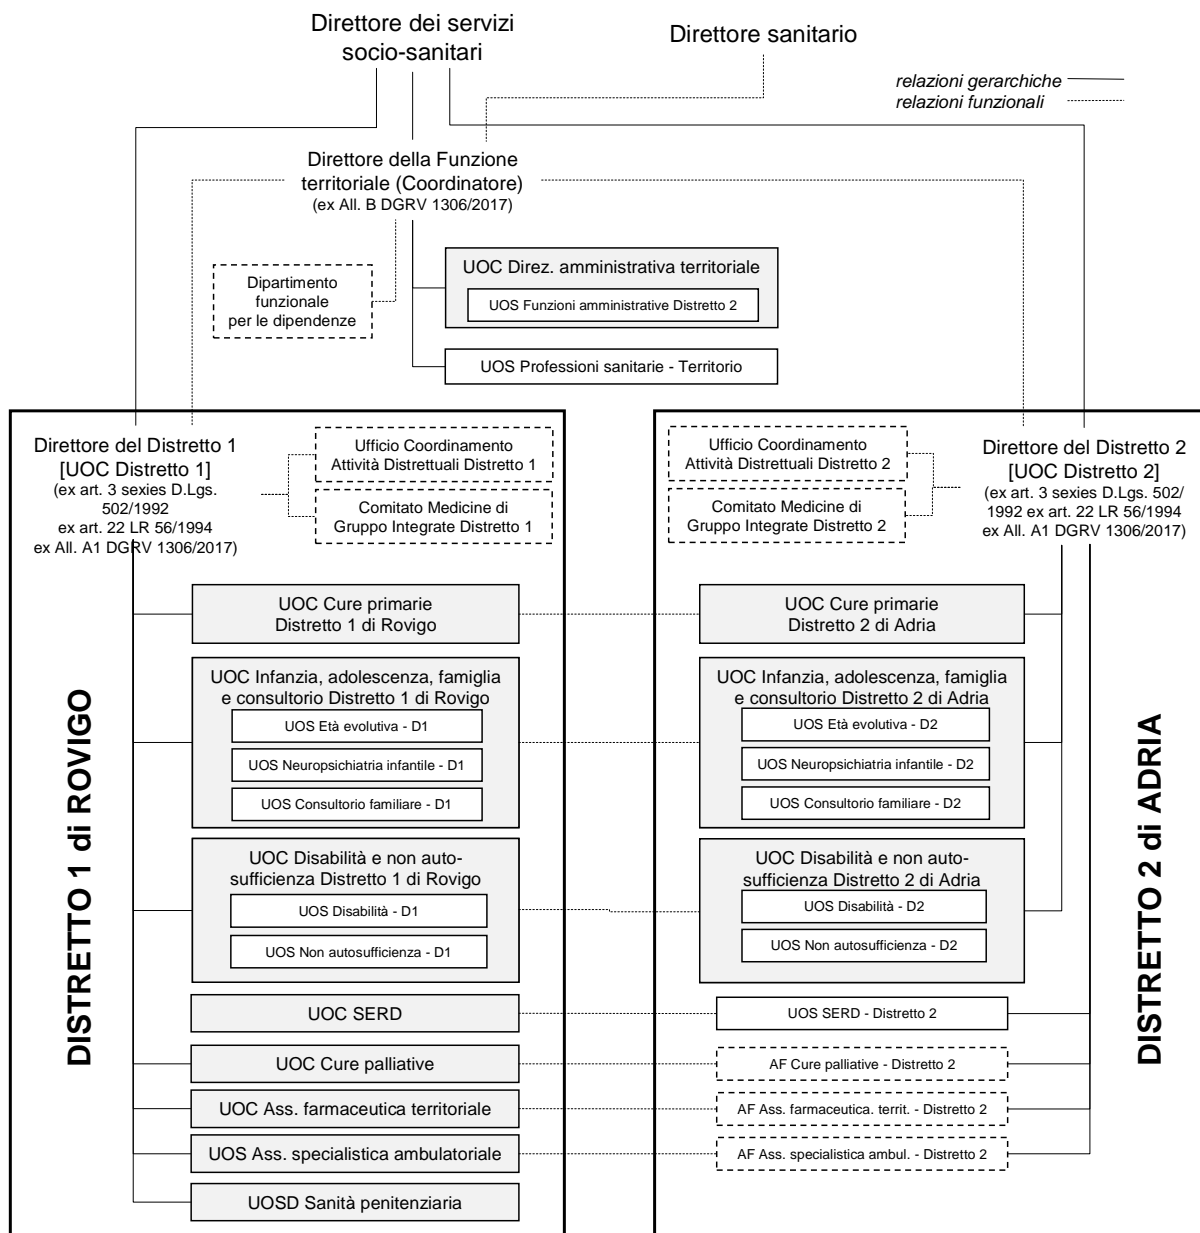 Direttore dei servizi
socio-sanitari
Direttore sanitario
relazioni gerarchiche
relazioni funzionali
Direttore della Funzione
territoriale (Coordinatore)
(ex All. B DGRV 1306/2017)
UOC Direz. amministrativa territoriale
UOS Funzioni amministrative Distretto 2
Dipartimento
funzionale
per le dipendenze
UOS Professioni sanitarie - Territorio
DISTRETTO 1 di ROVIGO
Direttore del Distretto 1
[UOC Distretto 1]
(ex art. 3 sexies D.Lgs.
502/1992
ex art. 22 LR 56/1994
ex All. A1 DGRV 1306/2017)
Ufficio Coordinamento
Attività Distrettuali Distretto 1
Comitato Medicine di
Gruppo Integrate Distretto 1
UOC Cure primarie
Distretto 1 di Rovigo
UOC Infanzia, adolescenza, famiglia
e consultorio Distretto 1 di Rovigo
UOS Età evolutiva - D1
UOS Neuropsichiatria infantile - D1
UOS Consultorio familiare - D1
UOC Disabilità e non auto-
sufficienza Distretto 1 di Rovigo
UOS Disabilità - D1
UOS Non autosufficienza - D1
UOC SERD
UOC Cure palliative
UOC Ass. farmaceutica territoriale
UOS Ass. specialistica ambulatoriale
UOSD Sanità penitenziaria
DISTRETTO 2 di ADRIA
Ufficio Coordinamento
Attività Distrettuali Distretto 2
Comitato Medicine di
Gruppo Integrate Distretto 2
Direttore del Distretto 2
[UOC Distretto 2]
(ex art. 3 sexies D.Lgs. 502/
1992 ex art. 22 LR 56/1994
ex All. A1 DGRV 1306/2017)
UOC Cure primarie
Distretto 2 di Adria
UOC Infanzia, adolescenza, famiglia
e consultorio Distretto 2 di Adria
UOS Età evolutiva - D2
UOS Neuropsichiatria infantile - D2
UOS Consultorio familiare - D2
UOC Disabilità e non auto-
sufficienza Distretto 2 di Adria
UOS Disabilità - D2
UOS Non autosufficienza - D2
UOS SERD - Distretto 2
AF Cure palliative - Distretto 2
AF Ass. farmaceutica. territ. - Distretto 2
AF Ass. specialistica ambul. - Distretto 2